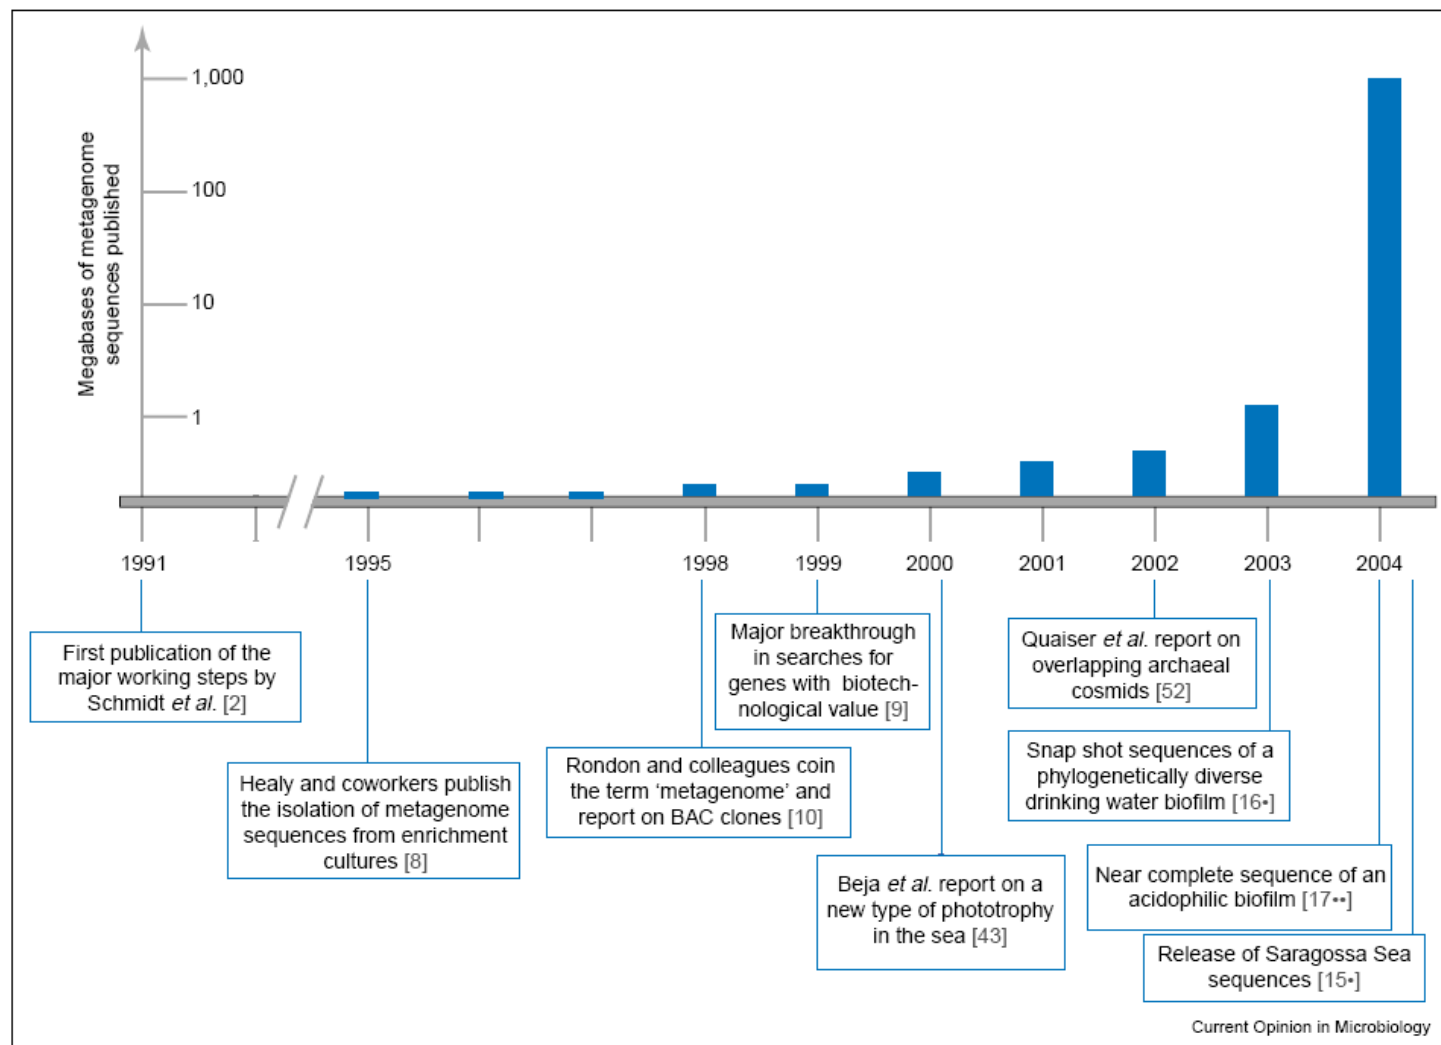 Megabases of metagenome
sequences published
1,000
100
10
1
1991
1995
1998
1999
2000
2001
2002
2003
2004
First publication of the
major working steps by
Schmidt et al. [2]
Healy and coworkers publish
the isolation of metagenome
sequences from enrichment
cultures [8]
Rondon and colleagues coin
the term ‘metagenome’ and
report on BAC clones [10]
Major breakthrough
in searches for
genes with biotech-
nological value [9]
Beja et al. report on a
new type of phototrophy
in the sea [43]
Quaiser et al. report on
overlapping archaeal
cosmids [52]
Snap shot sequences of a
phylogenetically diverse
drinking water biofilm [16•]
Near complete sequence of an
acidophilic biofilm [17••]
Release of Saragossa Sea
sequences [15•]
Current Opinion in Microbiology